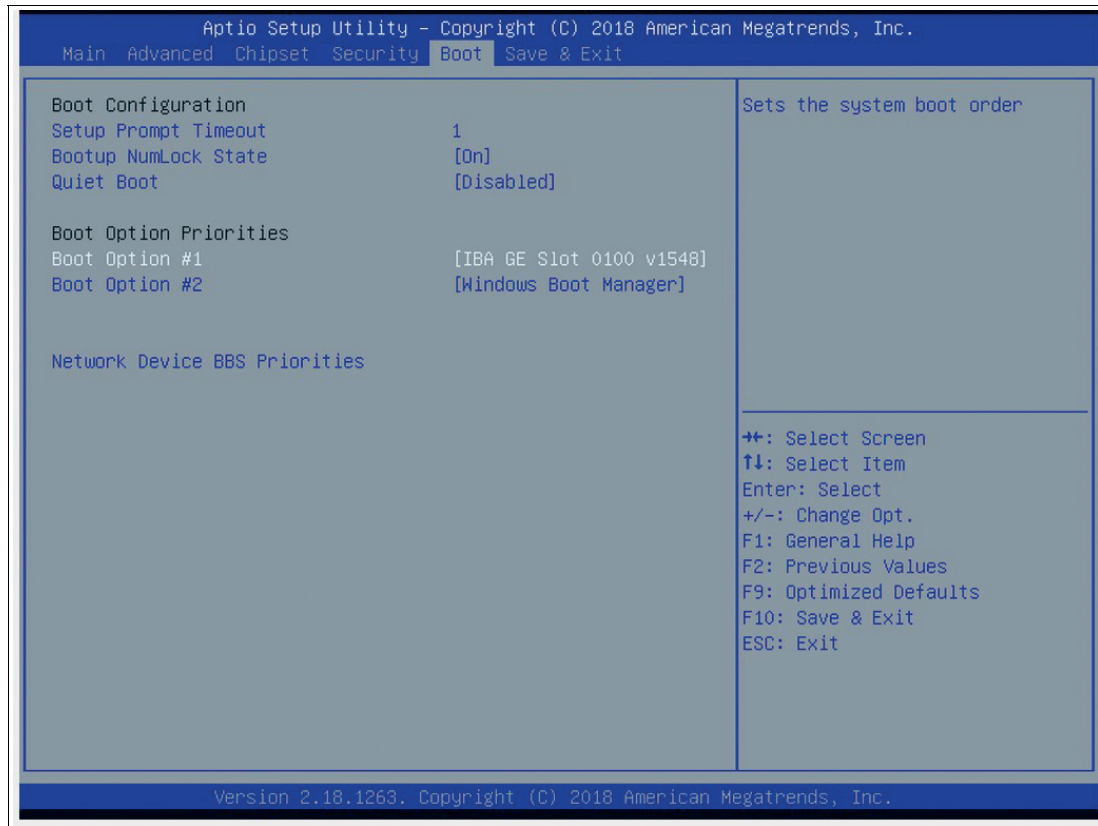 Aptio Setup Utility – Copyright (C) 2018 American Megatrends, Inc.
Main Advanced Chipset Security Boot Save & Exit
Boot Configuration
Setup Prompt Timeout 1
Bootup NumLock State [On]
Quiet Boot [Disabled]
Boot Option Priorities
Boot Option #1 [IBA GE Slot 0100 v1548]
Boot Option #2 [Windows Boot Manager]
Network Device BBS Priorities
Sets the system boot order
→←: Select Screen
↑↓: Select Item
Enter: Select
+/-: Change Opt.
F1: General Help
F2: Previous Values
F9: Optimized Defaults
F10: Save & Exit
ESC: Exit
Version 2.18.1263. Copyright (C) 2018 American Megatrends, Inc.